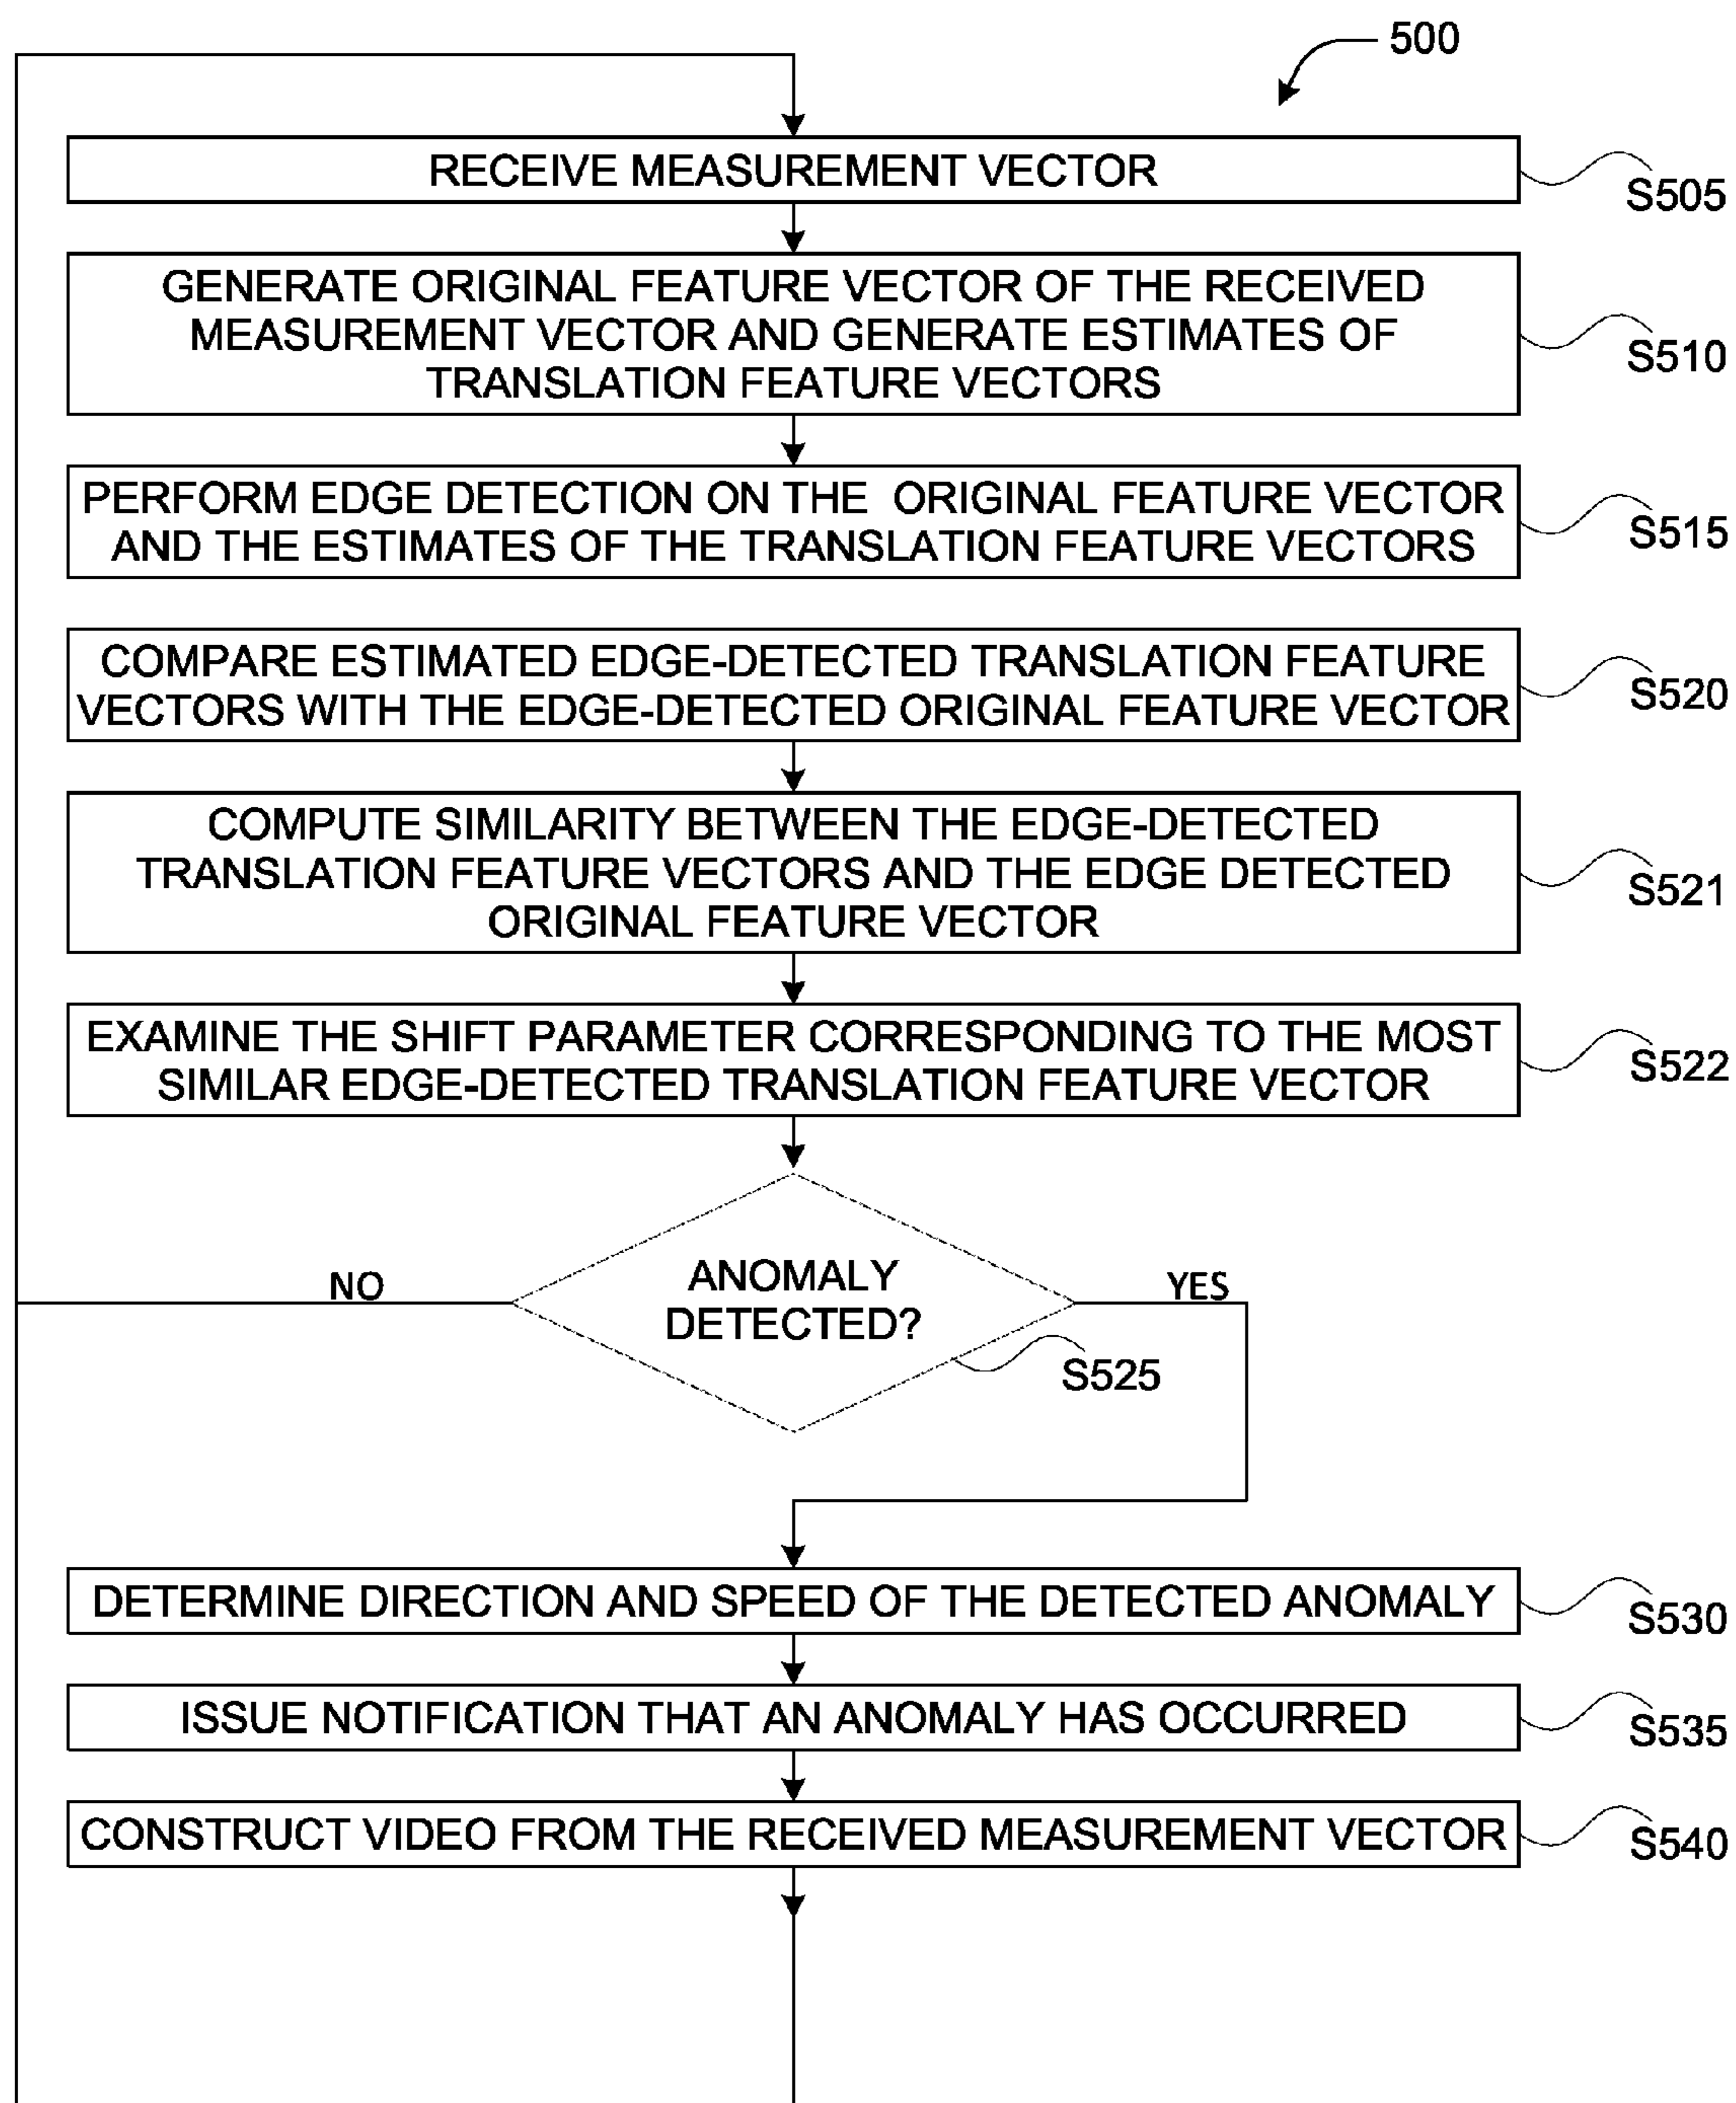 500
RECEIVE MEASUREMENT VECTOR
S505
GENERATE ORIGINAL FEATURE VECTOR OF THE RECEIVED
MEASUREMENT VECTOR AND GENERATE ESTIMATES OF
TRANSLATION FEATURE VECTORS
S510
PERFORM EDGE DETECTION ON THE ORIGINAL FEATURE VECTOR
AND THE ESTIMATES OF THE TRANSLATION FEATURE VECTORS
S515
COMPARE ESTIMATED EDGE-DETECTED TRANSLATION FEATURE
VECTORS WITH THE EDGE-DETECTED ORIGINAL FEATURE VECTOR
S520
COMPUTE SIMILARITY BETWEEN THE EDGE-DETECTED
TRANSLATION FEATURE VECTORS AND THE EDGE DETECTED
ORIGINAL FEATURE VECTOR
S521
EXAMINE THE SHIFT PARAMETER CORRESPONDING TO THE MOST
SIMILAR EDGE-DETECTED TRANSLATION FEATURE VECTOR
S522
NO
ANOMALY
DETECTED?
YES
S525
DETERMINE DIRECTION AND SPEED OF THE DETECTED ANOMALY
S530
ISSUE NOTIFICATION THAT AN ANOMALY HAS OCCURRED
S535
CONSTRUCT VIDEO FROM THE RECEIVED MEASUREMENT VECTOR
S540